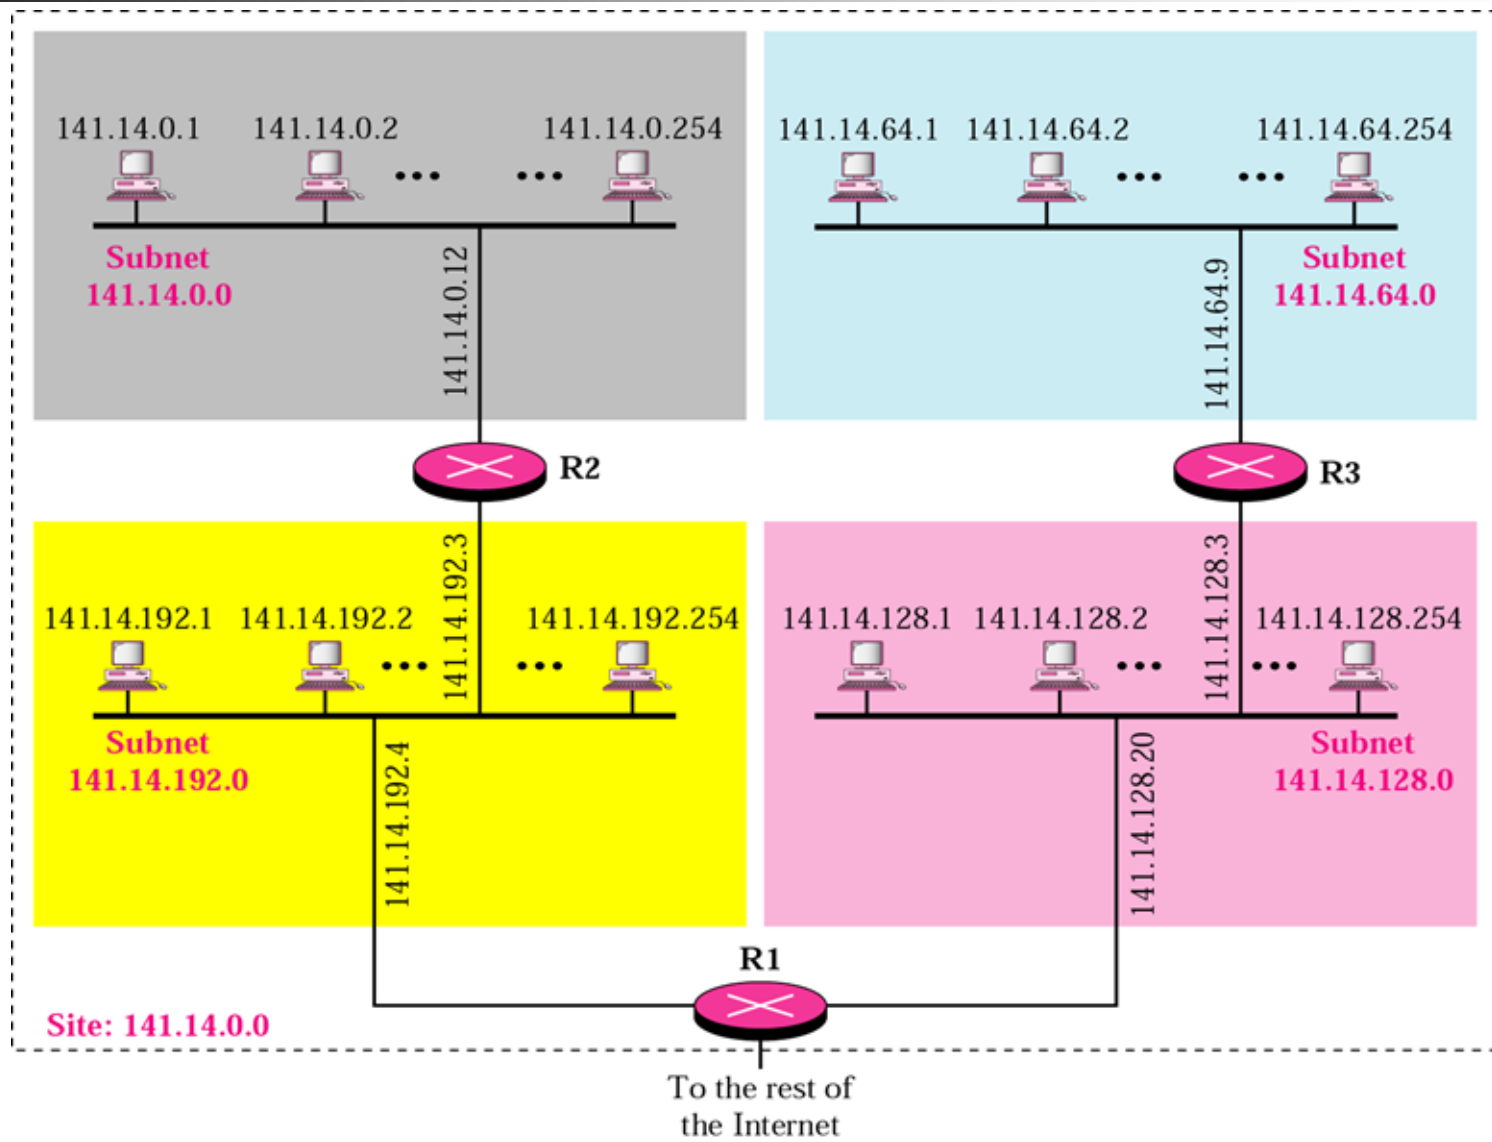 141.14.0.1
141.14.0.2
141.14.0.254
Subnet
141.14.0.0
141.14.0.12
141.14.64.1
141.14.64.2
141.14.64.254
141.14.64.9
Subnet
141.14.64.0
R2
R3
141.14.192.1
141.14.192.2
141.14.192.3
141.14.192.254
Subnet
141.14.192.0
141.14.192.4
141.14.128.1
141.14.128.2
141.14.128.3
141.14.128.254
141.14.128.20
Subnet
141.14.128.0
R1
Site: 141.14.0.0
To the rest of
the Internet